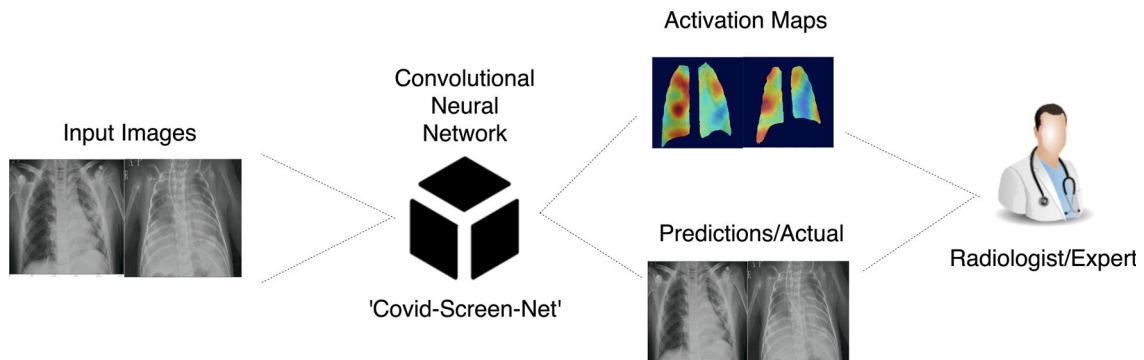 Input Images
Convolutional
Neural
Network
'Covid-Screen-Net'
Activation Maps
Predictions/Actual
Radiologist/Expert